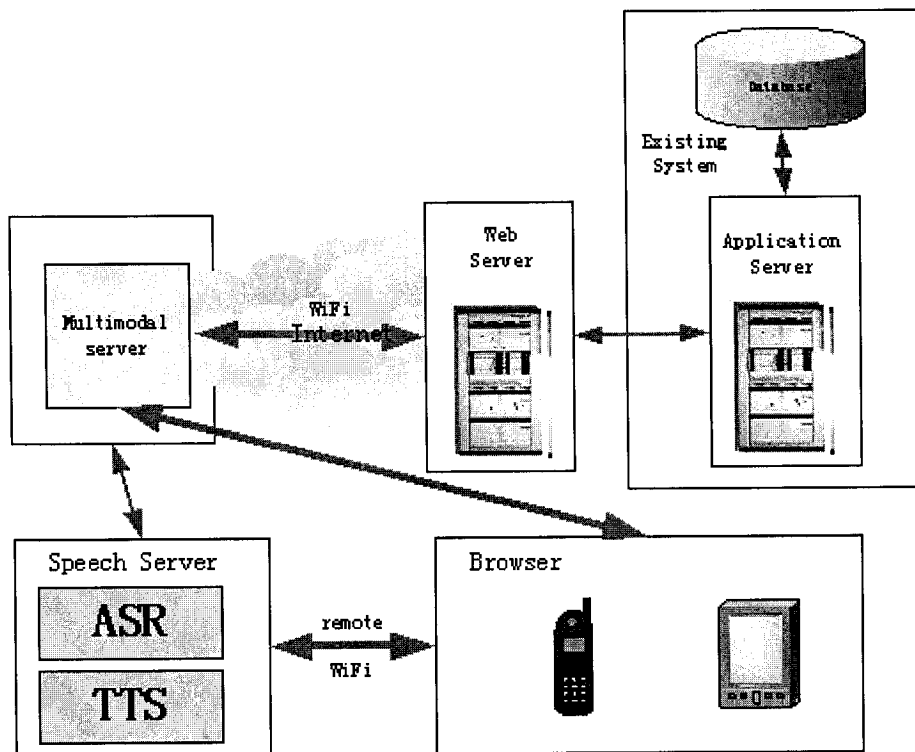 Database
Existing
System
Web
Server
Application
Server
Multimodal
server
WiFi
Internet
Speech Server
ASR
TTS
remote
WiFi
Browser